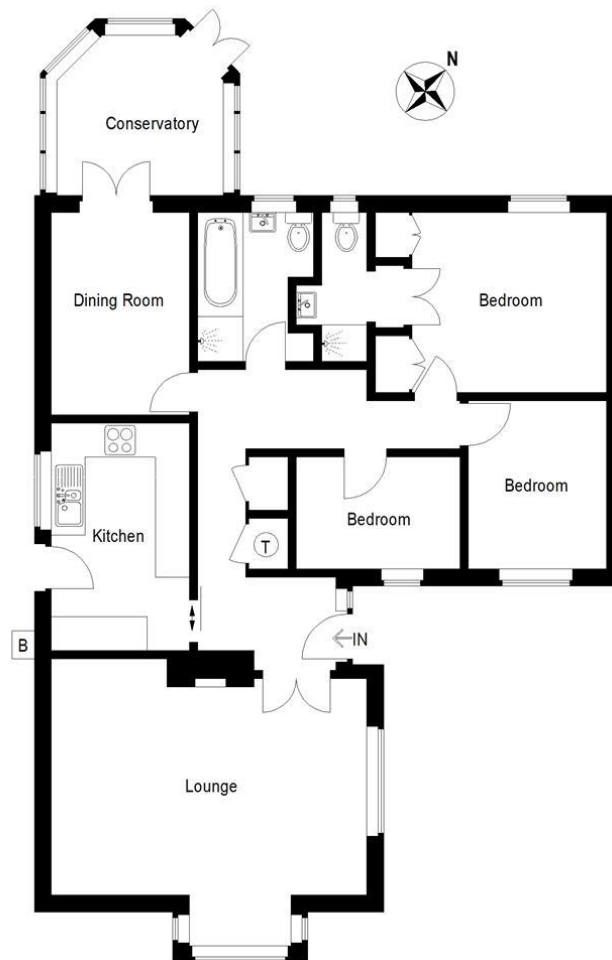 N
Conservatory
Dining Room
Bedroom
Bedroom
Kitchen
Bedroom
T
B
IN
Lounge